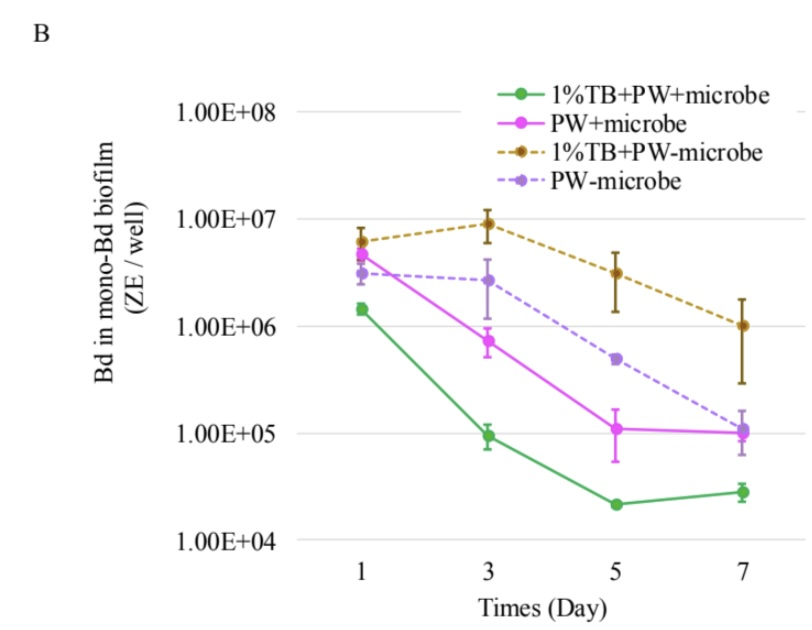 B
1%TB+PW+microbe
PW+microbe
1%TB+PW-microbe
PW-microbe
Bd in mono-Bd biofilm
(ZE / well)
1.00E+08
1.00E+07
1.00E+06
1.00E+05
1.00E+04
1 3 5 7
Times (Day)